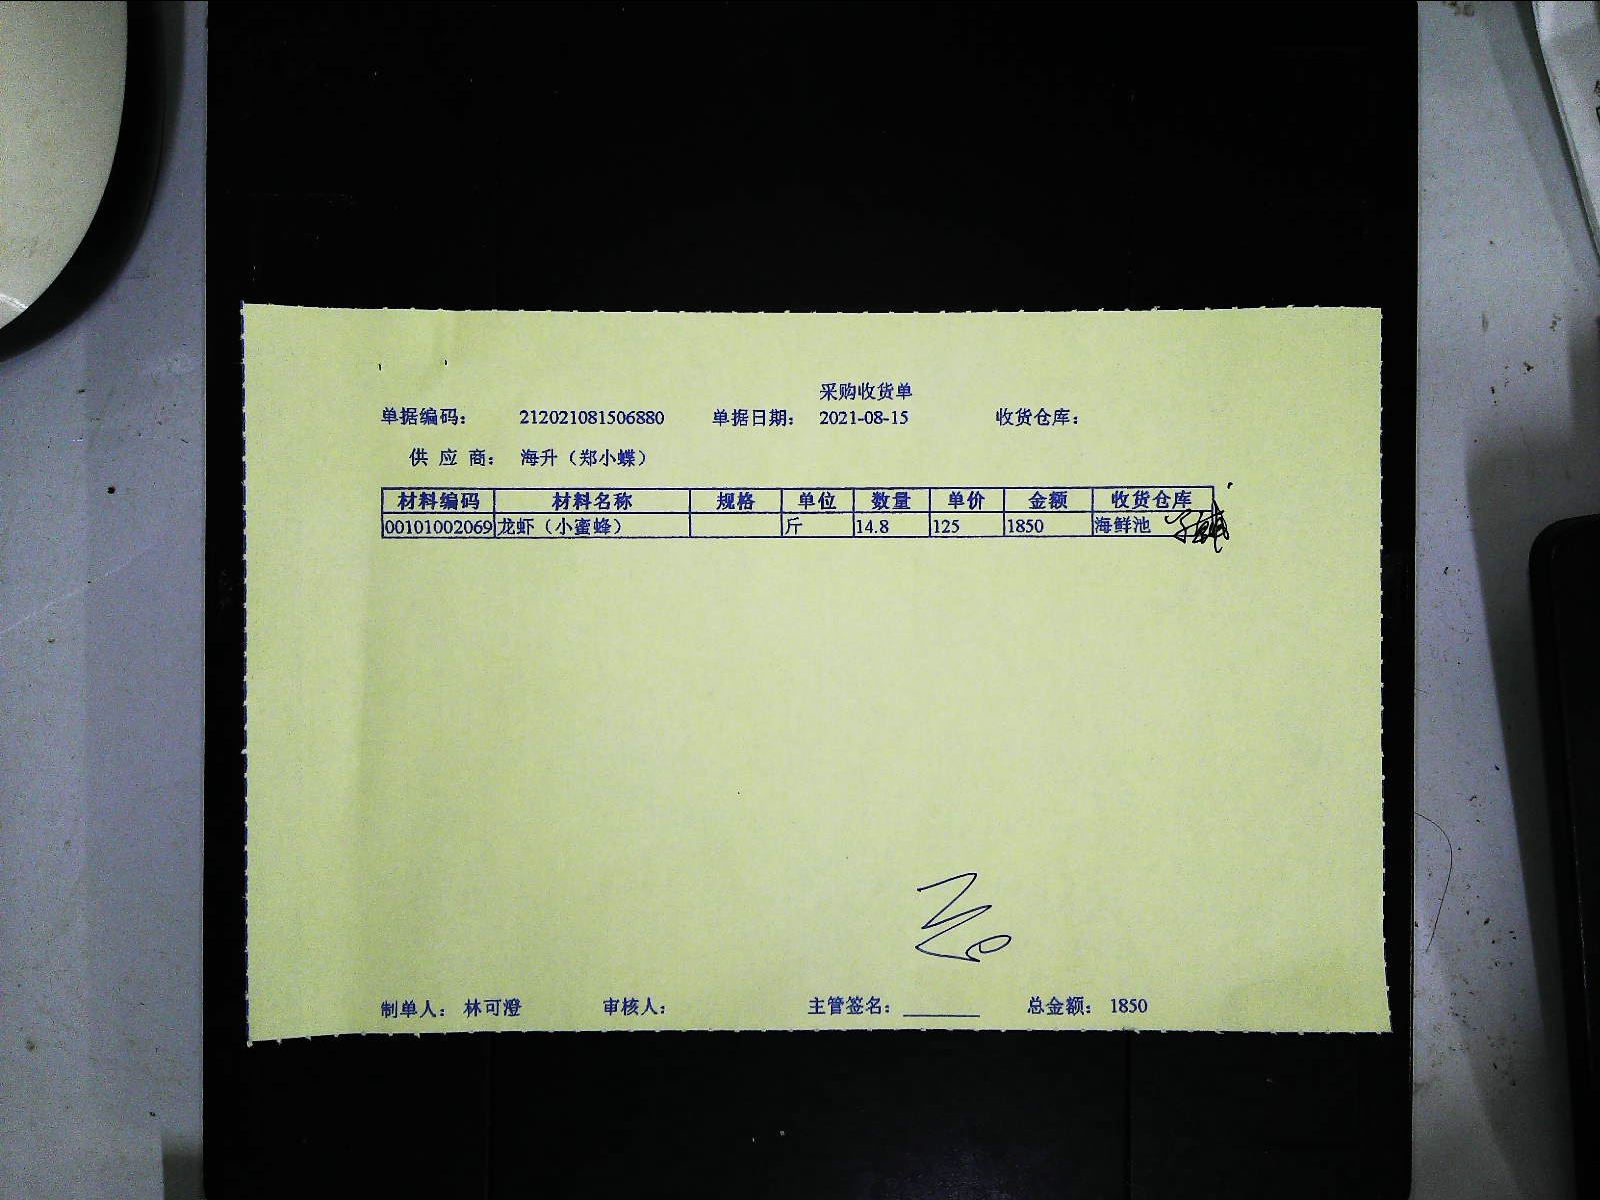 采购收货单
单据编码： 212021081506880 单据日期： 2021-08-15 收货仓库：
供 应 商： 海升（郑小蝶）
材料编码 材料名称 规格 单位 数量 单价 金额 收货仓库
00101002069 龙虾（小蜜蜂） 斤 14.8 125 1850 海鲜池
制单人： 林可澄 审核人： 主管签名： 总金额： 1850